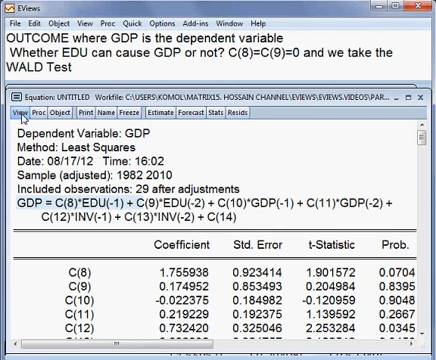 EViews
File Edit Object View Proc Quick Options Add-ins Window Help
OUTCOME where GDP is the dependent variable
Whether EDU can cause GDP or not? C(8)=C(9)=0 and we take the
WALD Test
Equation: UNTITLED Workfile: C:\USERS\KOMOL\MATRIX15. HOSSAIN CHANNEL\EVIEWS\EVIEWS.VIDEOS\PAR...
View Proc Object Print Name Freeze Estimate Forecast Stats Resids
Dependent Variable: GDP
Method: Least Squares
Date: 08/17/12 Time: 16:02
Sample (adjusted): 1982 2010
Included observations: 29 after adjustments
GDP = C(8)*EDU(-1) + C(9)*EDU(-2) + C(10)*GDP(-1) + C(11)*GDP(-2) +
C(12)*INV(-1) + C(13)*INV(-2) + C(14)
Coefficient Std. Error t-Statistic Prob.
C(8) 1.755938 0.923414 1.901572 0.0704
C(9) 0.174952 0.853493 0.204984 0.8395
C(10) -0.022375 0.184982 -0.120959 0.9048
C(11) 0.219229 0.192375 1.139592 0.2667
C(12) 0.732420 0.325046 2.253284 0.0345